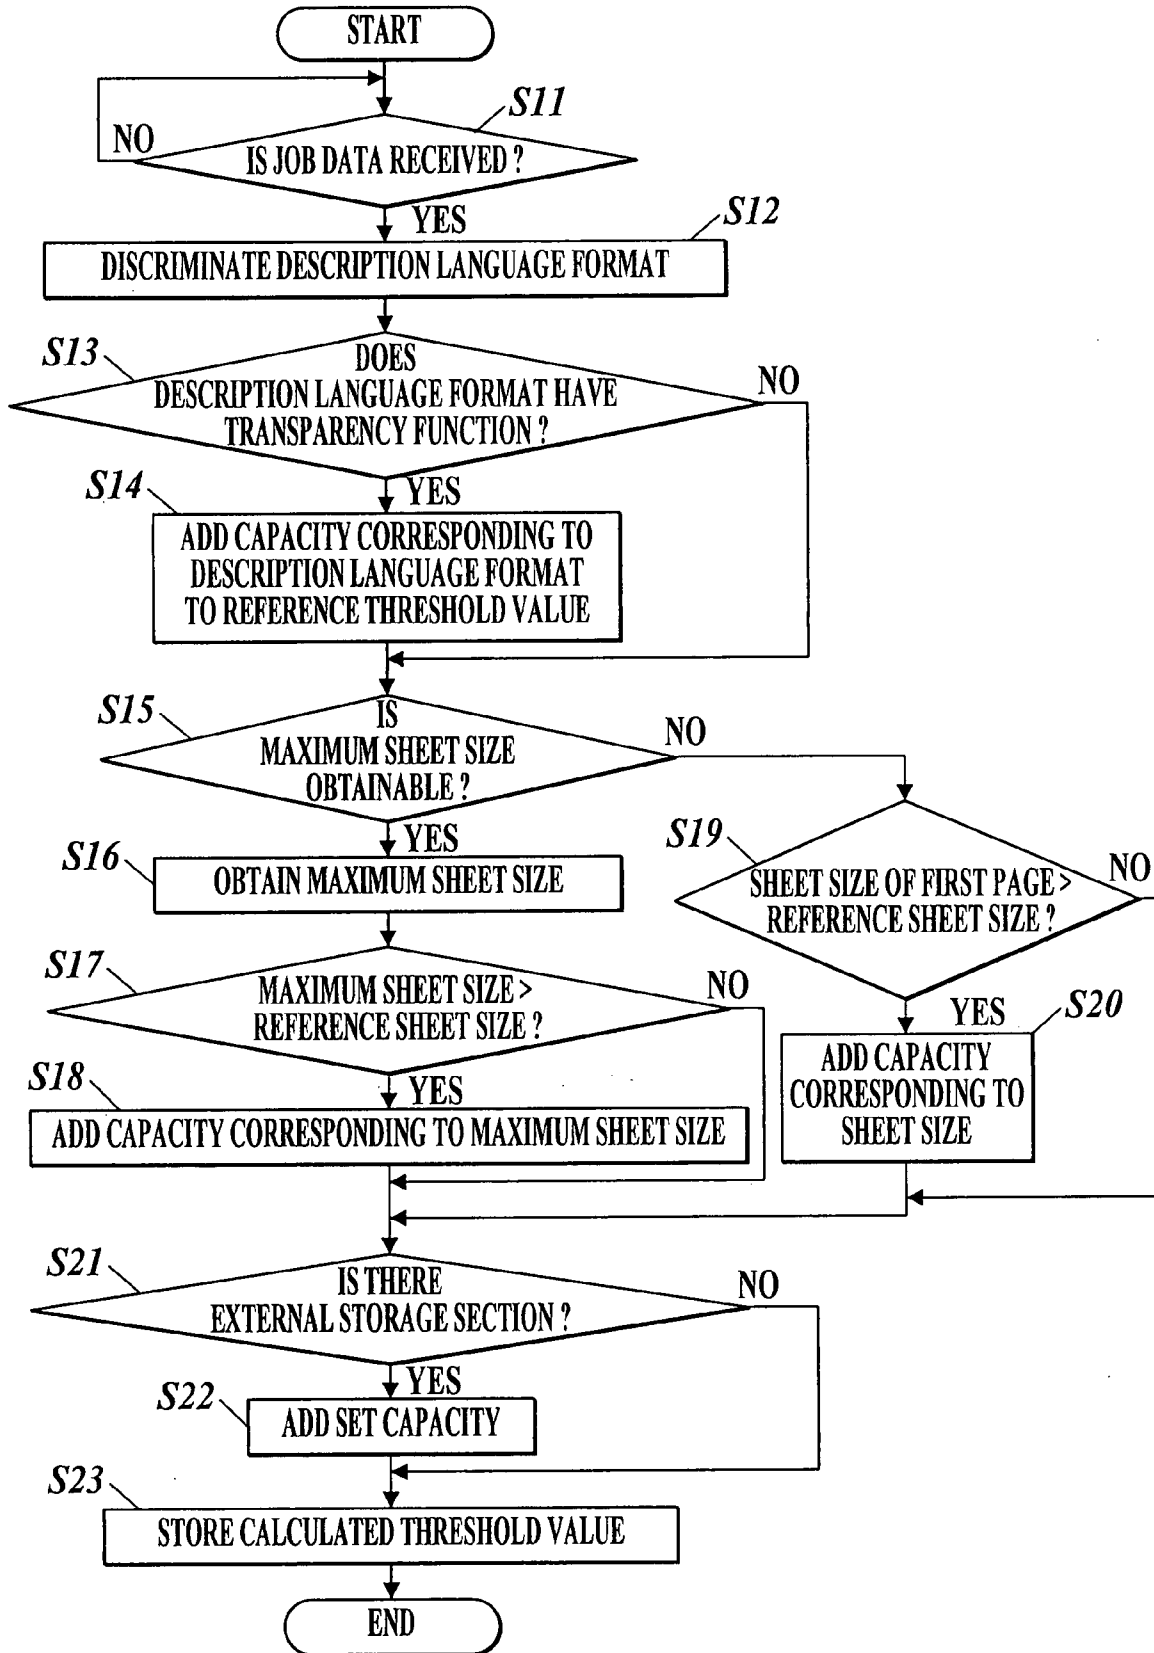 START
S11
NO
IS JOB DATA RECEIVED ?
YES
S12
DISCRIMINATE DESCRIPTION LANGUAGE FORMAT
S13
DOES
DESCRIPTION LANGUAGE FORMAT HAVE
TRANSPARENCY FUNCTION ?
NO
YES
S14
ADD CAPACITY CORRESPONDING TO
DESCRIPTION LANGUAGE FORMAT
TO REFERENCE THRESHOLD VALUE
S15
IS
MAXIMUM SHEET SIZE
OBTAINABLE ?
NO
YES
S16
OBTAIN MAXIMUM SHEET SIZE
S19
SHEET SIZE OF FIRST PAGE >
REFERENCE SHEET SIZE ?
NO
S17
MAXIMUM SHEET SIZE >
REFERENCE SHEET SIZE ?
NO
YES
S20
ADD CAPACITY
CORRESPONDING TO
SHEET SIZE
YES
S18
ADD CAPACITY CORRESPONDING TO MAXIMUM SHEET SIZE
S21
IS THERE
EXTERNAL STORAGE SECTION ?
NO
YES
S22
ADD SET CAPACITY
S23
STORE CALCULATED THRESHOLD VALUE
END